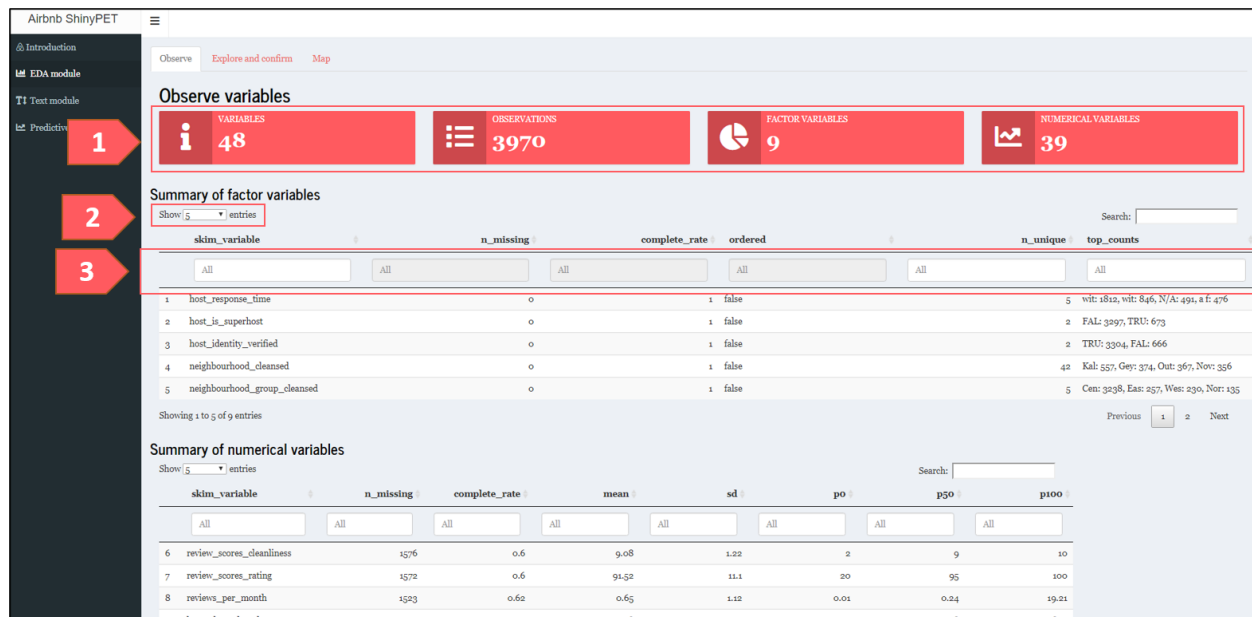 Airbnb ShinyPET
Introduction
EDA module
Text module
Predictive
Observe Explore and confirm Map
Observe variables
1
VARIABLES
48
OBSERVATIONS
3970
FACTOR VARIABLES
9
NUMERICAL VARIABLES
39
Summary of factor variables
2
Show 5 entries
Search:
skim_variable n_missing complete_rate ordered n_unique top_counts
3
All All All All All All
1 host_response_time 0 1 false 5 wit: 1812, wit: 846, N/A: 491, a f: 476
2 host_is_superhost 0 1 false 2 FAL: 3297, TRU: 673
3 host_identity_verified 0 1 false 2 TRU: 3304, FAL: 666
4 neighbourhood_cleansed 0 1 false 42 Kal: 557, Gey: 374, Out: 367, Nov: 356
5 neighbourhood_group_cleansed 0 1 false 5 Cen: 3238, Eas: 257, Wes: 230, Nor: 135
Showing 1 to 5 of 9 entries
Previous 1 2 Next
Summary of numerical variables
Show 5 entries
Search:
skim_variable n_missing complete_rate mean sd p0 p50 p100
All All All All All All All All
6 review_scores_cleanliness 1576 0.6 9.08 1.22 2 9 10
7 review_scores_rating 1572 0.6 91.52 11.1 20 95 100
8 reviews_per_month 1523 0.62 0.65 1.12 0.01 0.24 19.21